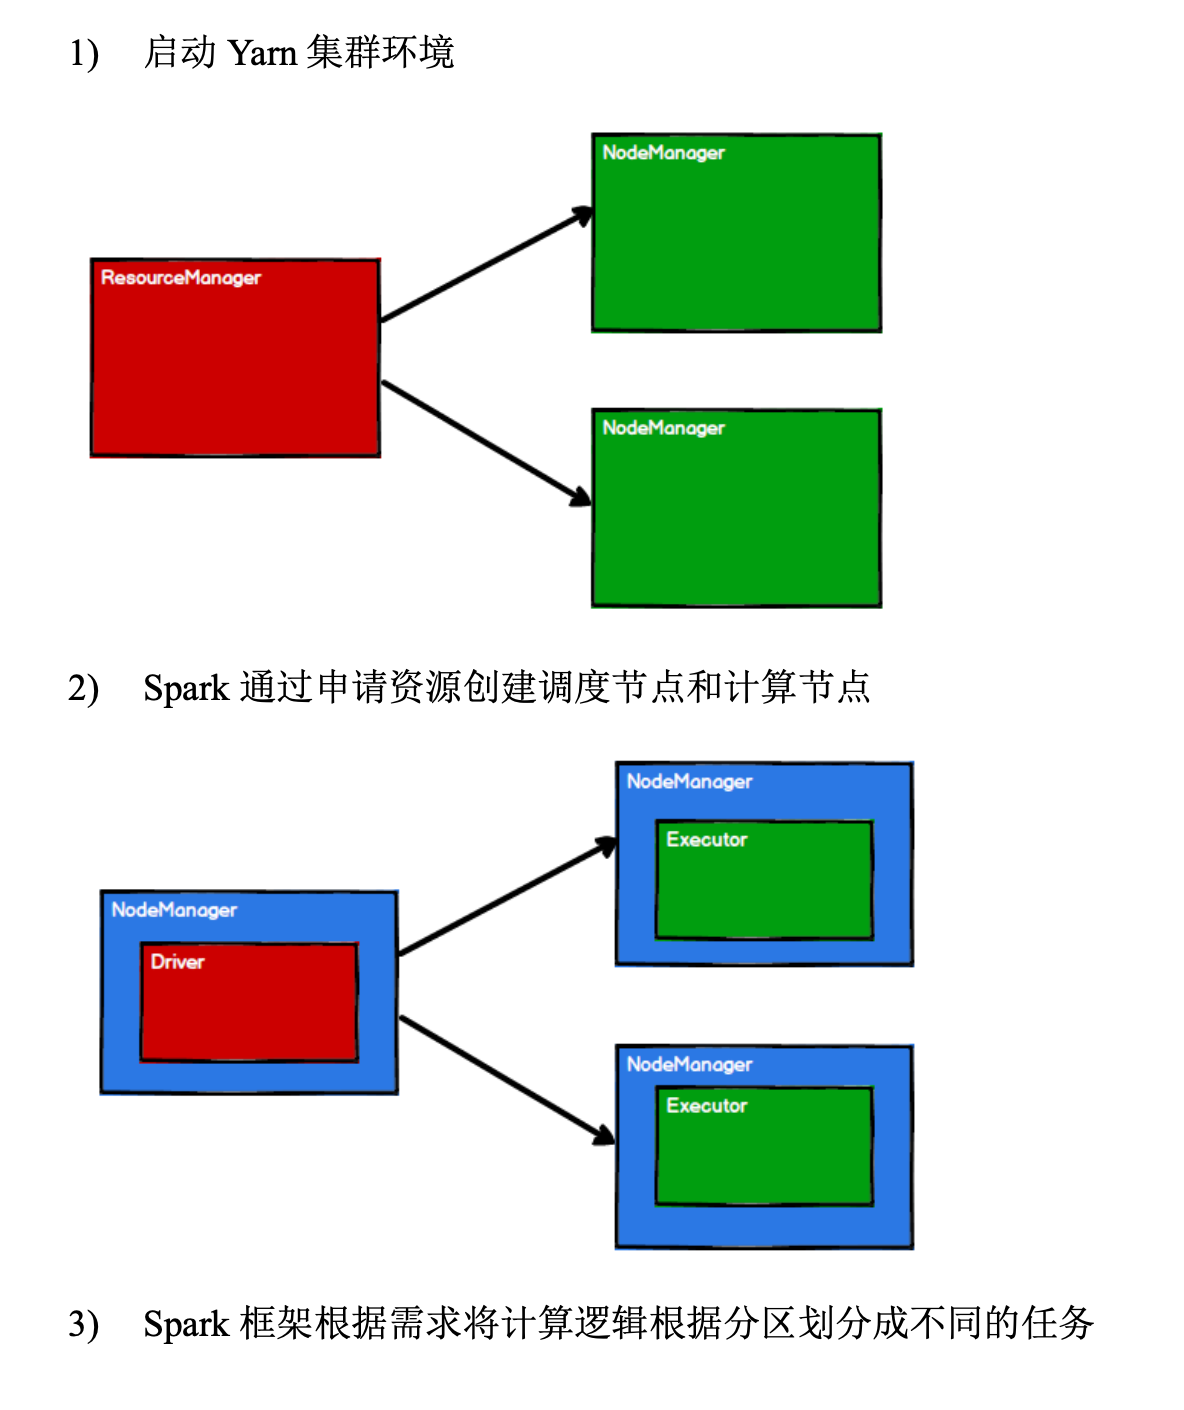 1) 启动 Yarn 集群环境
NodeManager
ResourceManager
NodeManager
2) Spark 通过申请资源创建调度节点和计算节点
NodeManager
Executor
NodeManager
Driver
NodeManager
Executor
3) Spark 框架根据需求将计算逻辑根据分区划分成不同的任务